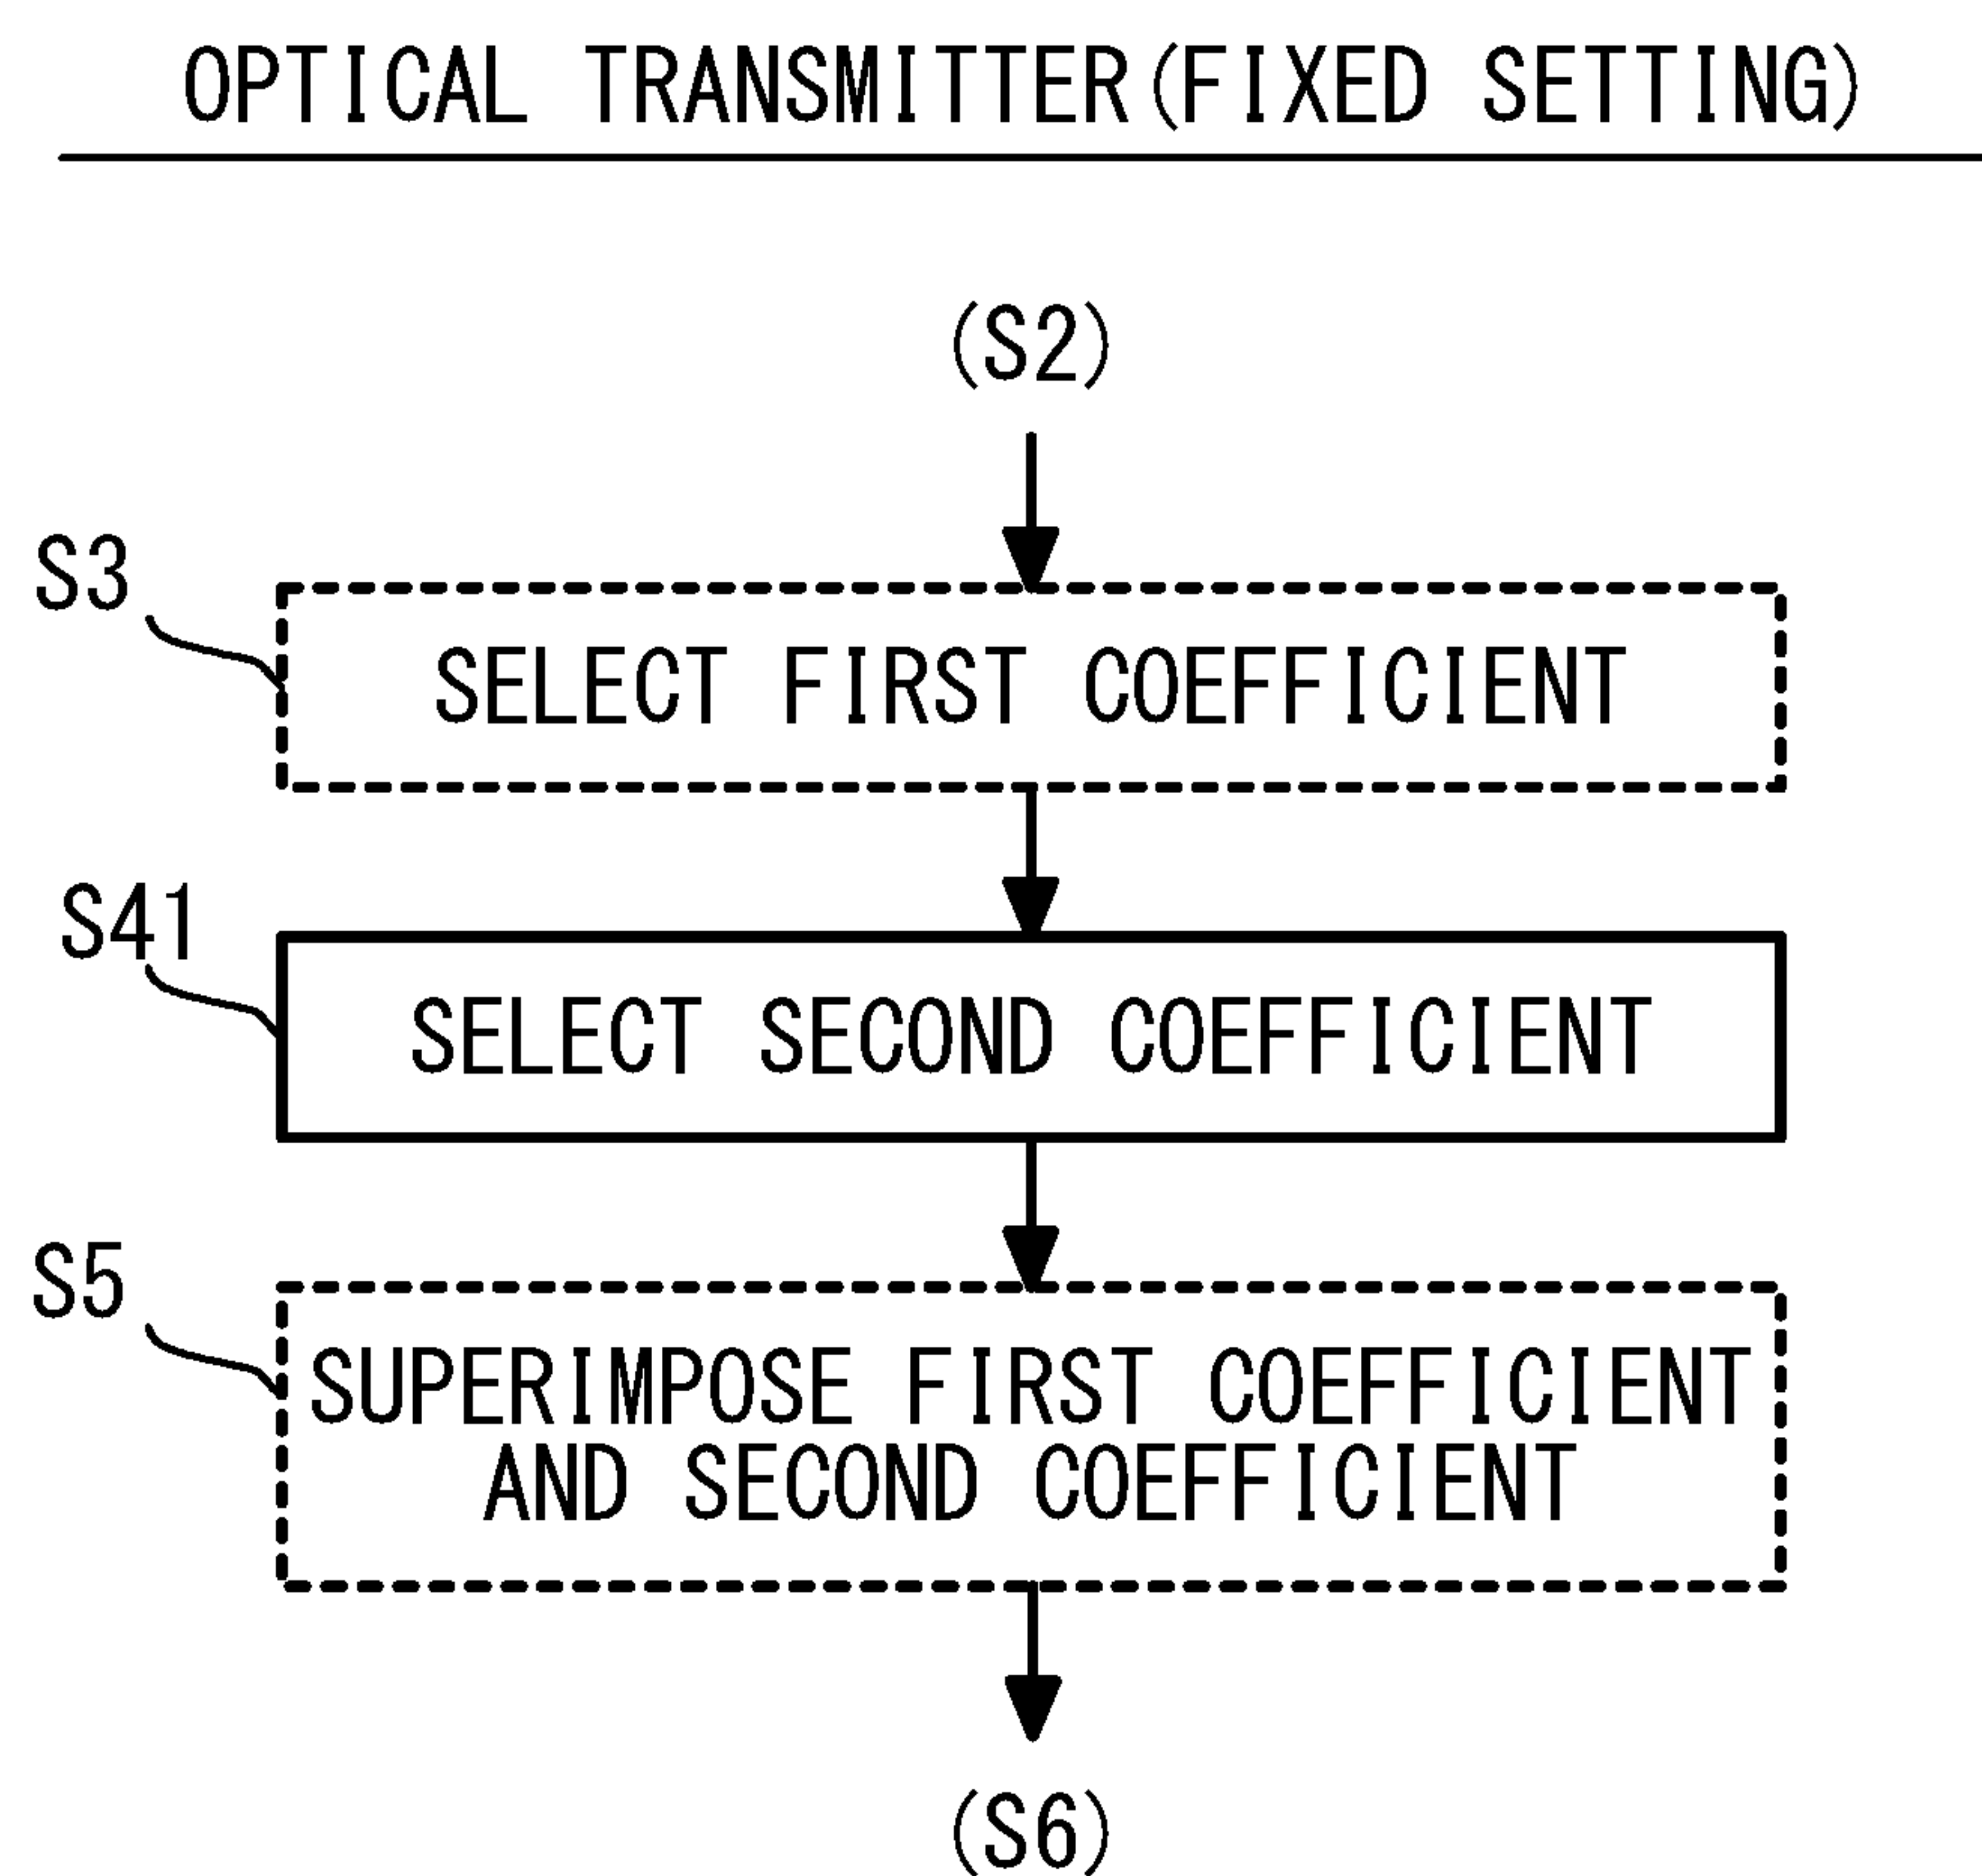 OPTICAL TRANSMITTER(FIXED SETTING)
(S2)
S3
SELECT FIRST COEFFICIENT
S41
SELECT SECOND COEFFICIENT
S5
SUPERIMPOSE FIRST COEFFICIENT
AND SECOND COEFFICIENT
(S6)